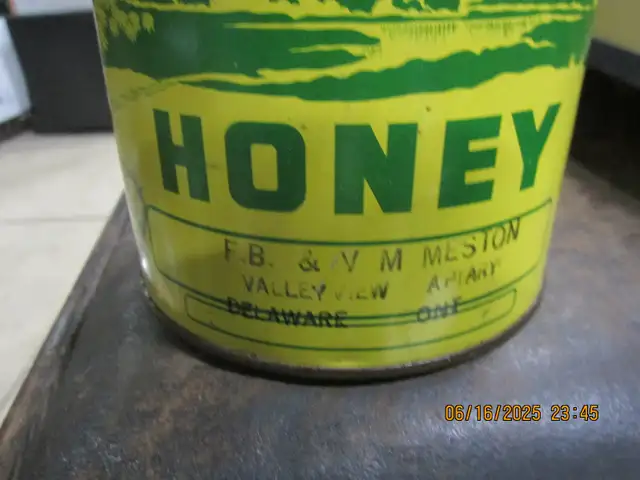 HONEY
F.B. & V M MESTON
VALLEY VIEW APIARY
DELAWARE ONT
06/16/2025 23:45